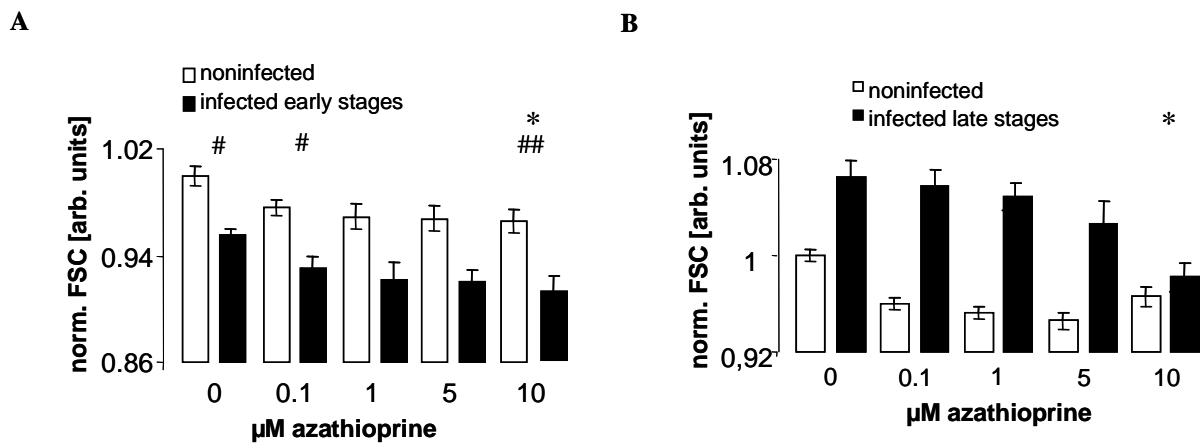 A
noninfected
infected early stages
*
# # ##
1.02
0.94
0.86
norm. FSC [arb. units]
0 0.1 1 5 10
µM azathioprine
B
noninfected
infected late stages
*
1.08
1
0,92
norm. FSC [arb. units]
0 0.1 1 5 10
µM azathioprine